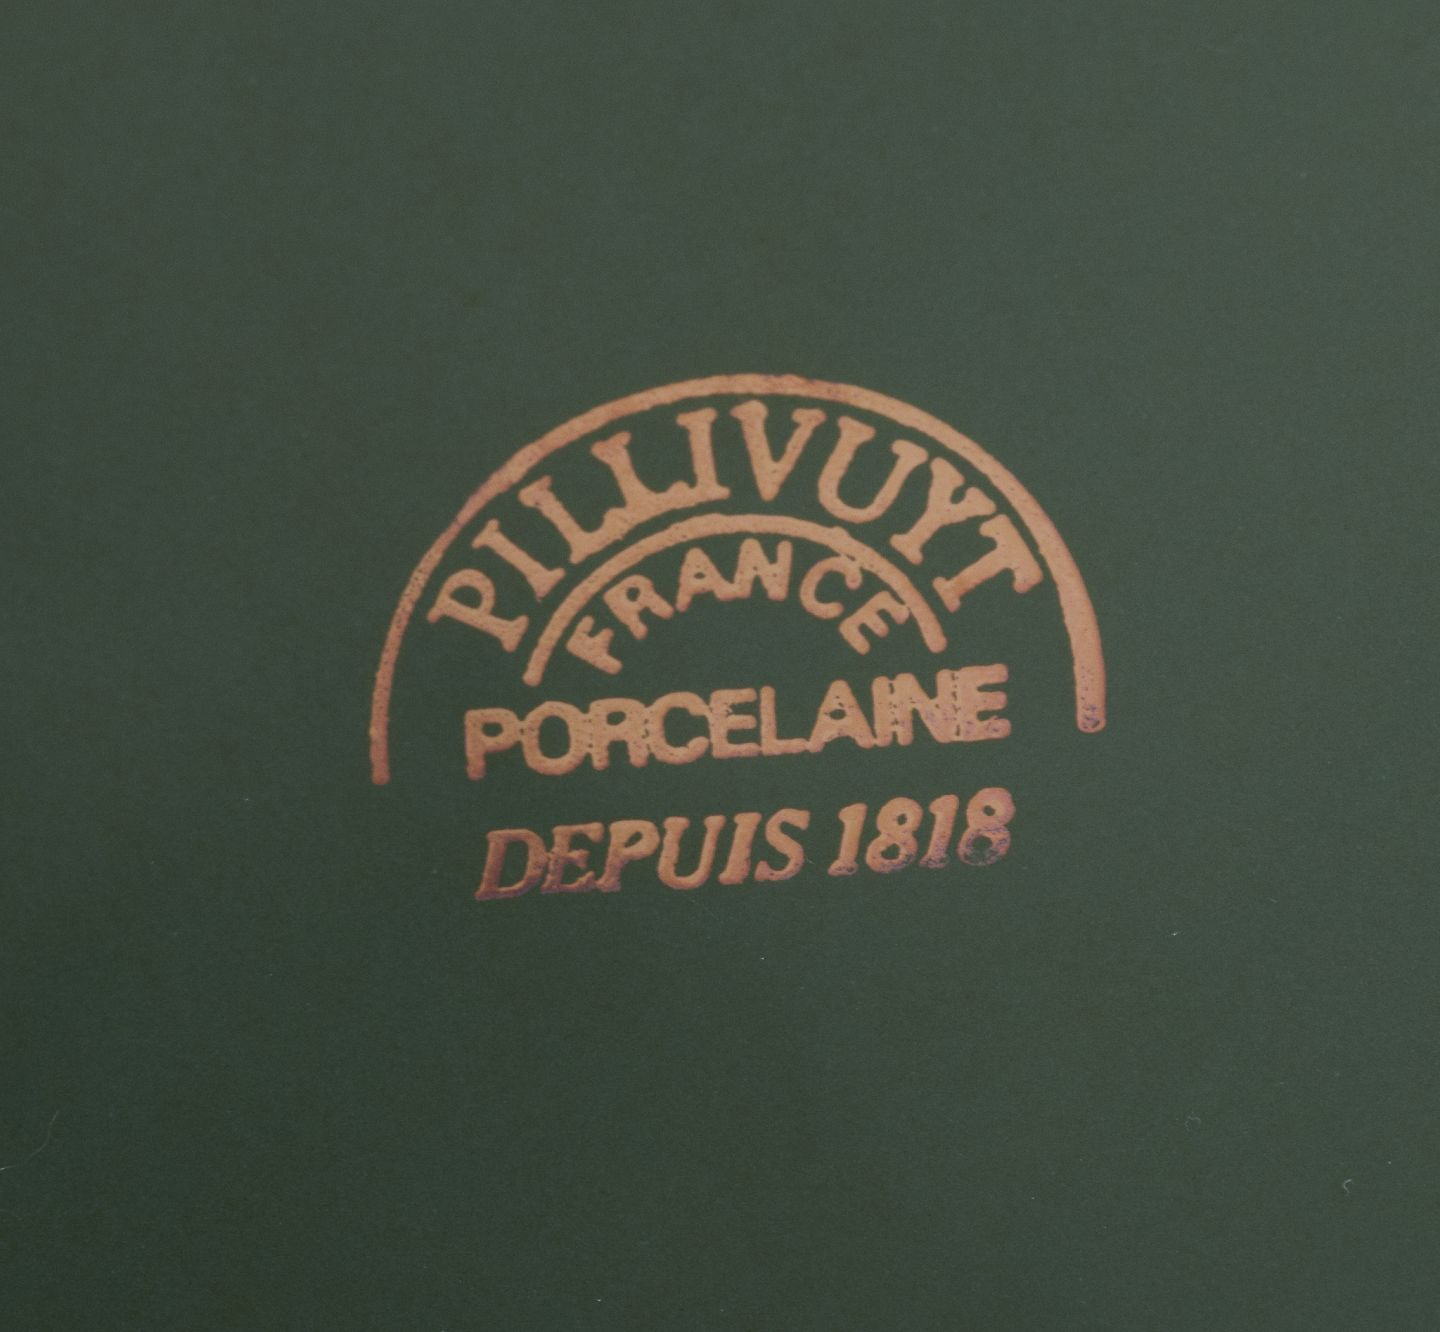 PILLIVUYT
FRANCE
PORCELAINE
DEPUIS 1818